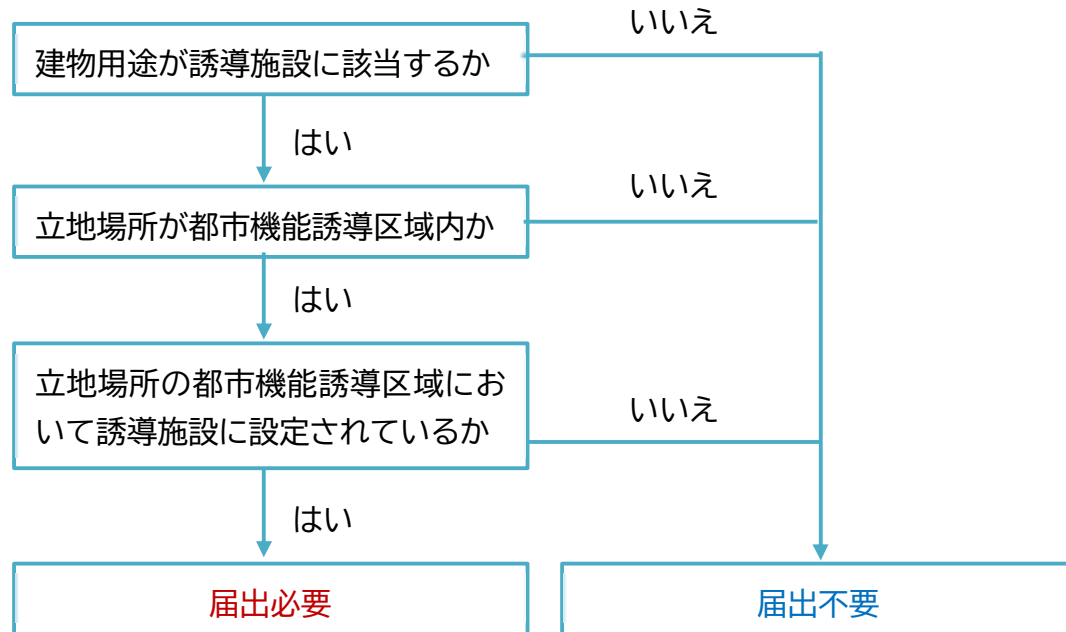 いいえ
建物用途が誘導施設に該当するか
はい
いいえ
立地場所が都市機能誘導区域内か
はい
立地場所の都市機能誘導区域にお
いて誘導施設に設定されているか
いいえ
はい
届出必要
届出不要